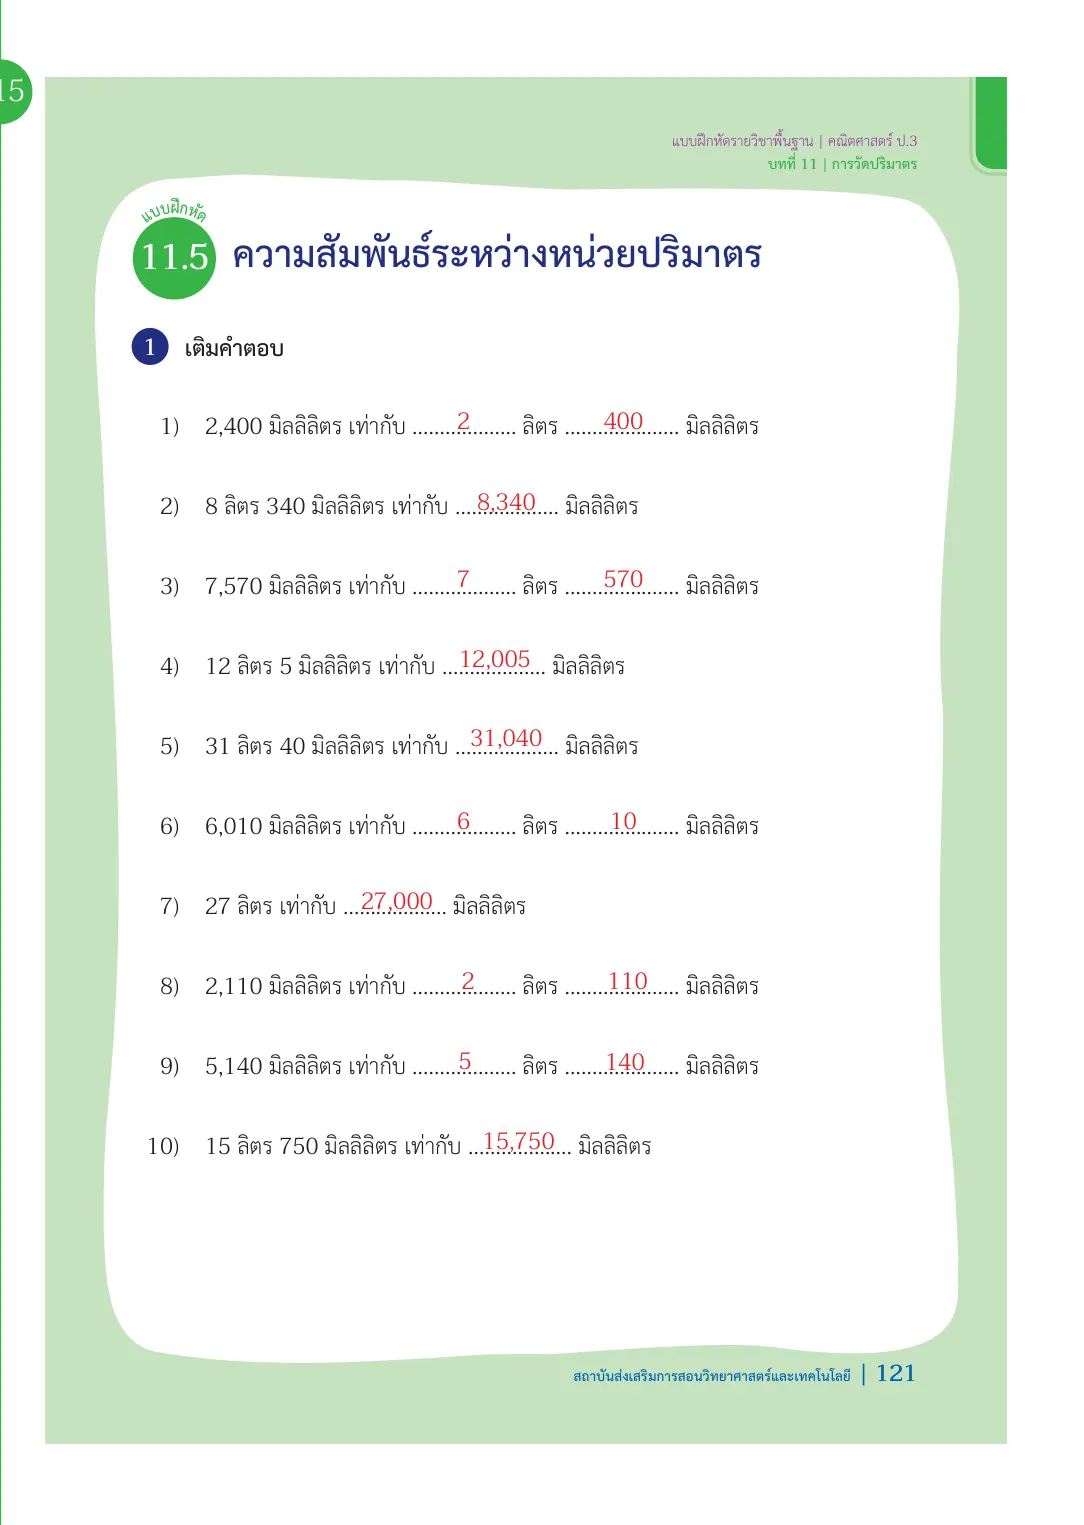 15
แบบฝึกหัดรายวิชาพื้นฐาน | คณิตศาสตร์ ป.3
บทที่ 11 | การวัดปริมาตร
แบบฝึกหัด
11.5 ความสัมพันธ์ระหว่างหน่วยปริมาตร
1 เติมคำตอบ
1) 2,400 มิลลิลิตร เท่ากับ ........2........ ลิตร ........400........ มิลลิลิตร
2) 8 ลิตร 340 มิลลิลิตร เท่ากับ ........8,340........ มิลลิลิตร
3) 7,570 มิลลิลิตร เท่ากับ ........7........ ลิตร ........570........ มิลลิลิตร
4) 12 ลิตร 5 มิลลิลิตร เท่ากับ ........12,005........ มิลลิลิตร
5) 31 ลิตร 40 มิลลิลิตร เท่ากับ ........31,040........ มิลลิลิตร
6) 6,010 มิลลิลิตร เท่ากับ ........6........ ลิตร ........10........ มิลลิลิตร
7) 27 ลิตร เท่ากับ ........27,000........ มิลลิลิตร
8) 2,110 มิลลิลิตร เท่ากับ ........2........ ลิตร ........110........ มิลลิลิตร
9) 5,140 มิลลิลิตร เท่ากับ ........5........ ลิตร ........140........ มิลลิลิตร
10) 15 ลิตร 750 มิลลิลิตร เท่ากับ ........15,750........ มิลลิลิตร
สถาบันส่งเสริมการสอนวิทยาศาสตร์และเทคโนโลยี | 121